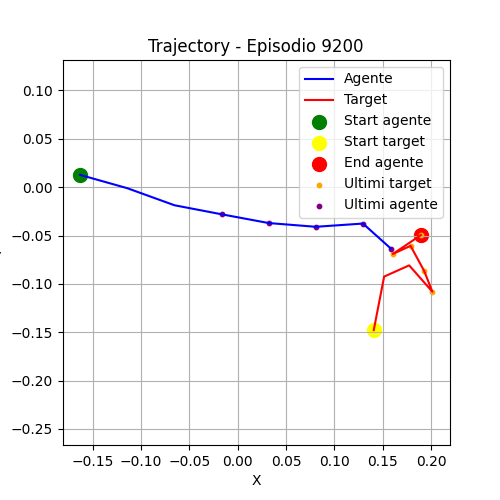 Trajectory - Episodio 9200
Agente
Target
Start agente
Start target
End agente
Ultimi target
Ultimi agente
0.10
0.05
0.00
−0.05
−0.10
−0.15
−0.20
−0.25
−0.15
−0.10
−0.05
0.00
0.05
0.10
0.15
0.20
X